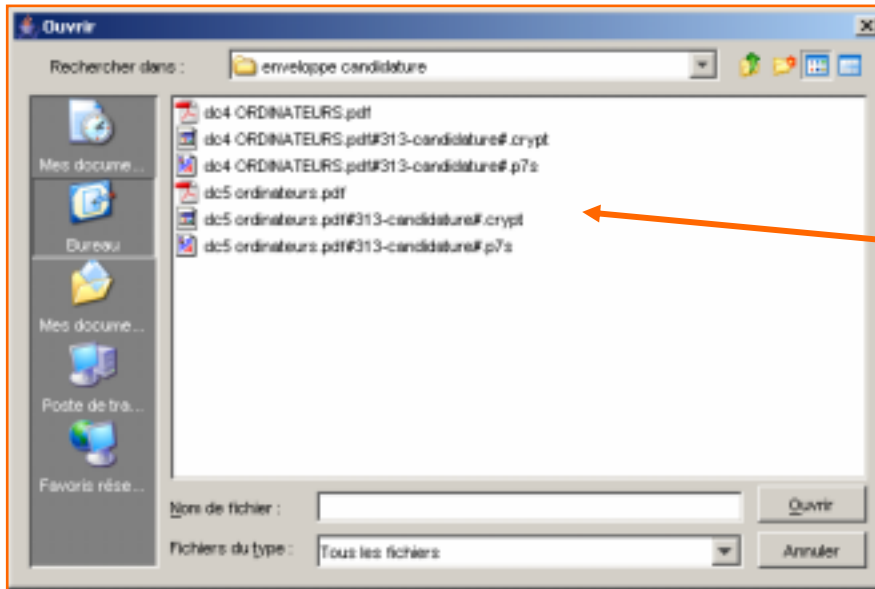 Ouvrir
Rechercher dans :
enveloppe candidature
dc4 ORDINATEURS.pdf
dc4 ORDINATEURS.pdf#313-candidature#.crypt
dc4 ORDINATEURS.pdf#313-candidature#.p7s
dc5 ordinateurs.pdf
dc5 ordinateurs.pdf#313-candidature#.crypt
dc5 ordinateurs.pdf#313-candidature#.p7s
Mes docume...
Bureau
Mes docume...
Poste de tra...
Favoris rése...
Nom de fichier :
Ouvrir
Fichiers du type :
Tous les fichiers
Annuler